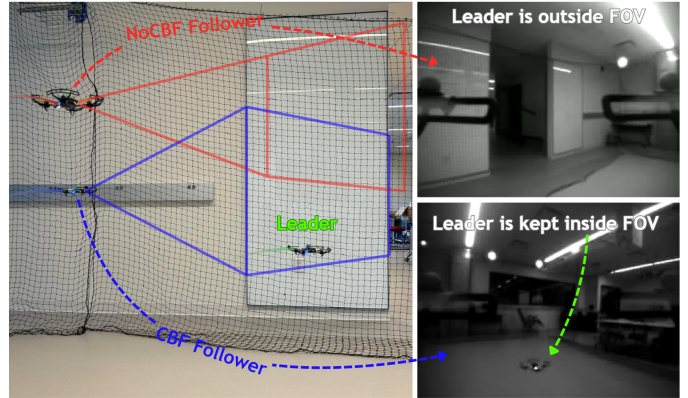 NoCBF Follower
Leader is outside FOV
Leader
Leader is kept inside FOV
CBF Follower